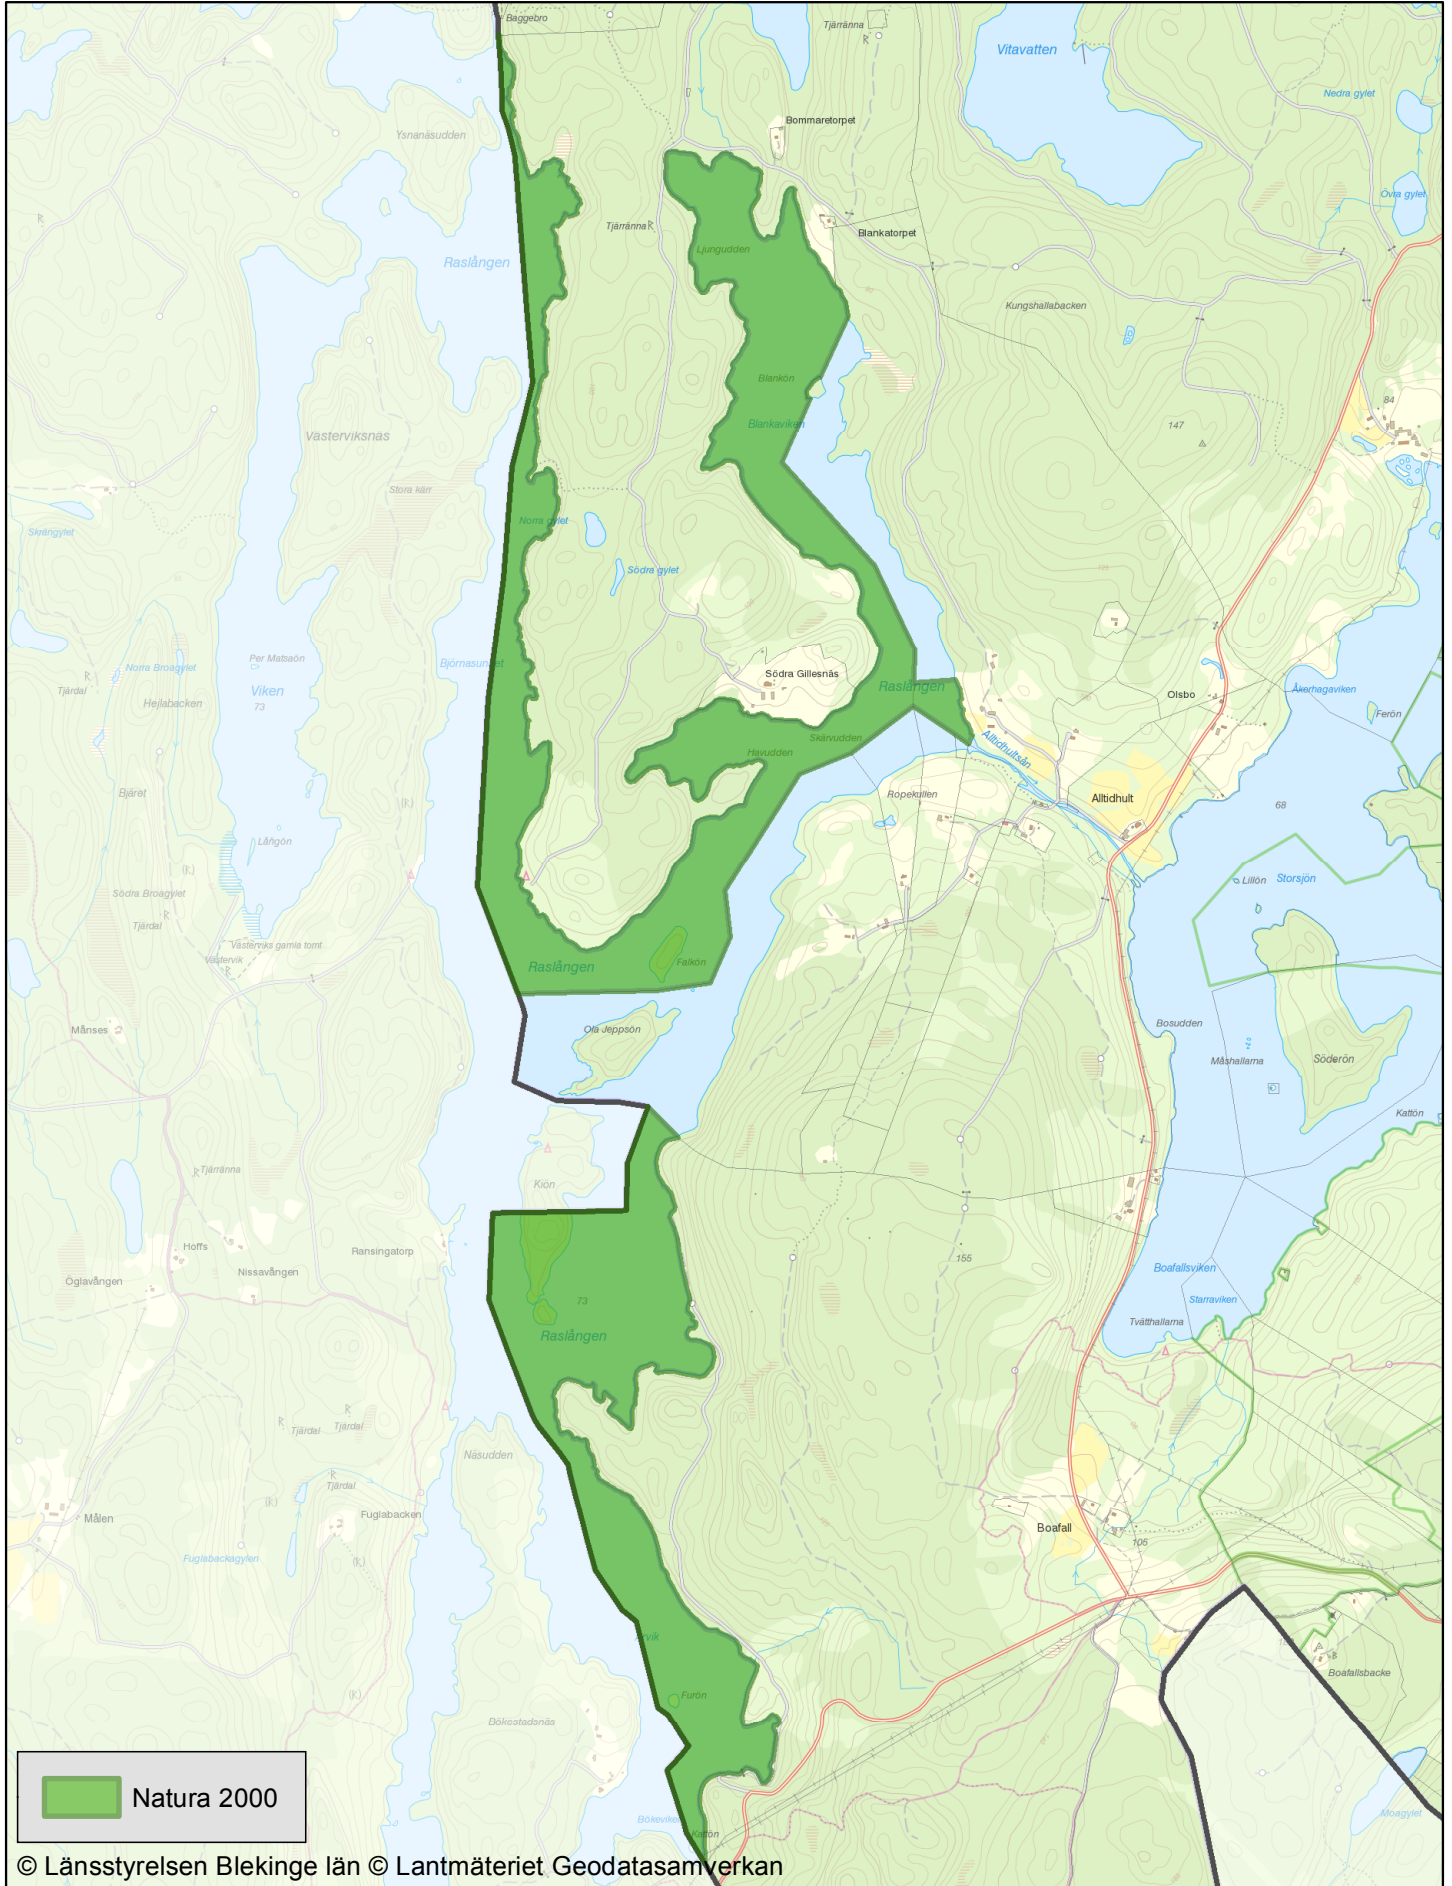 Baggebro
Tjärränna
Vitavatten
Nedra gylet
Bommaretorpet
Ysnanäsudden
Övra gylet
Tjärränna
Blankatorpet
Ljungudden
Raslången
Kungshallabacken
Blankön
84
Blankaviken
147
Västerviksnäs
Stora kärr
Norra gylet
Skrängylet
Södra gylet
Per Matsaön
Björnasundet
Norra Broagylet
Tjärdal
Viken
73
Hejlabacken
Södra Gillesnäs
Raslången
Olsbo
Åkerhagaviken
Ferön
Skärvudden
Alltidhultsån
Havudden
Bjäret
(k)
(k)
Ropekullen
Alltidhult
68
Långön
Lillön
Storsjön
Södra Broagylet
Tjärdal
Västerviks gamla tomt
Västervik
Raslången
Falkön
Månses
Ola Jeppsön
Bosudden
Måshallarna
Söderön
Kattön
Tjärränna
Kiön
Hoffs
Ransingatorp
155
Nissavången
Öglavången
Boafallsviken
Starraviken
73
Raslången
Tvätthallarna
Tjärdal
Tjärdal
Näsudden
Tjärdal
(k)
Målen
Fuglabacken
Boafall
105
Fuglabackagylen
(k)
Boafallsbacke
(k)
Furön
Bökostadanäs
Natura 2000
Bökeviken
Kattön
Moagylet
© Länsstyrelsen Blekinge län © Lantmäteriet Geodatasamverkan